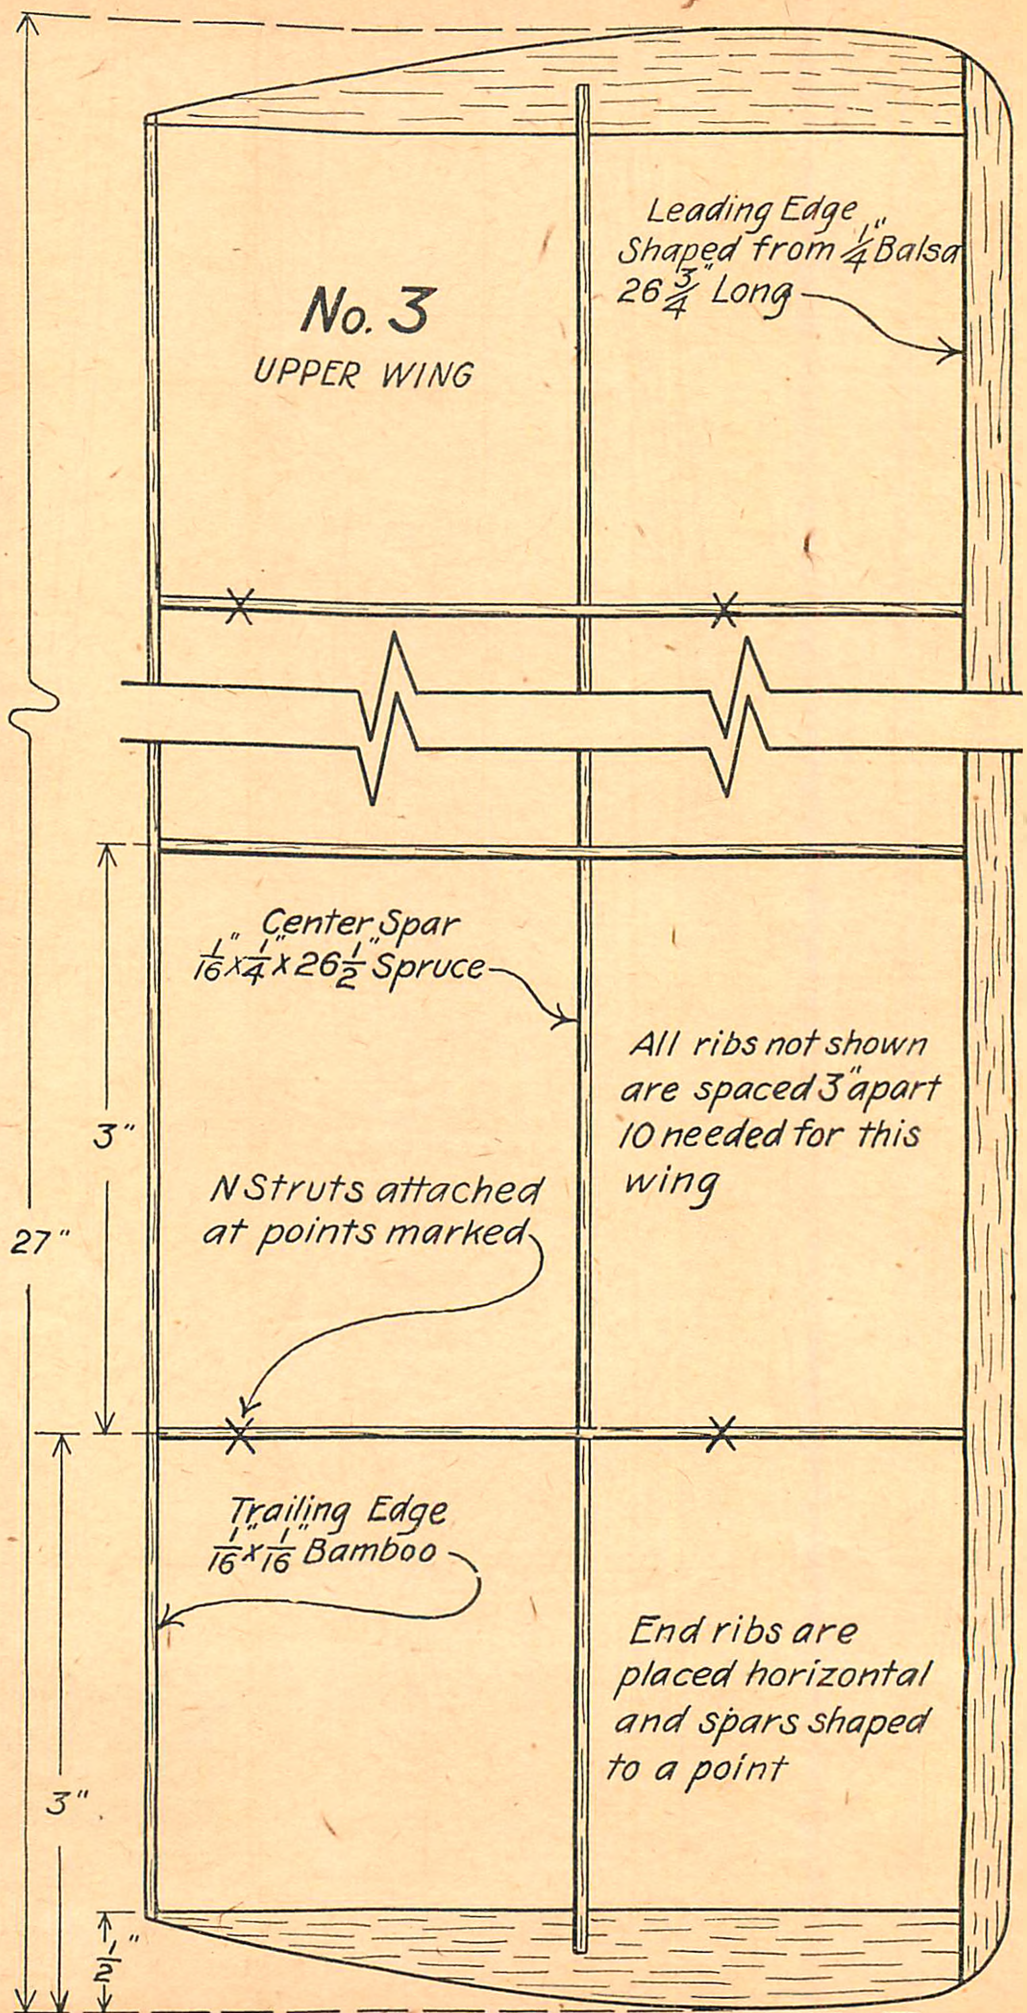 Leading Edge
Shaped from 1/4" Balsa
26 3/4" Long
No. 3
UPPER WING
Center Spar
1/16" x 1/4" x 26 1/2" Spruce
All ribs not shown
are spaced 3" apart
10 needed for this
wing
3"
N Struts attached
at points marked
27"
Trailing Edge
1/16" x 1/16" Bamboo
End ribs are
placed horizontal
and spars shaped
to a point
3"
1/2"